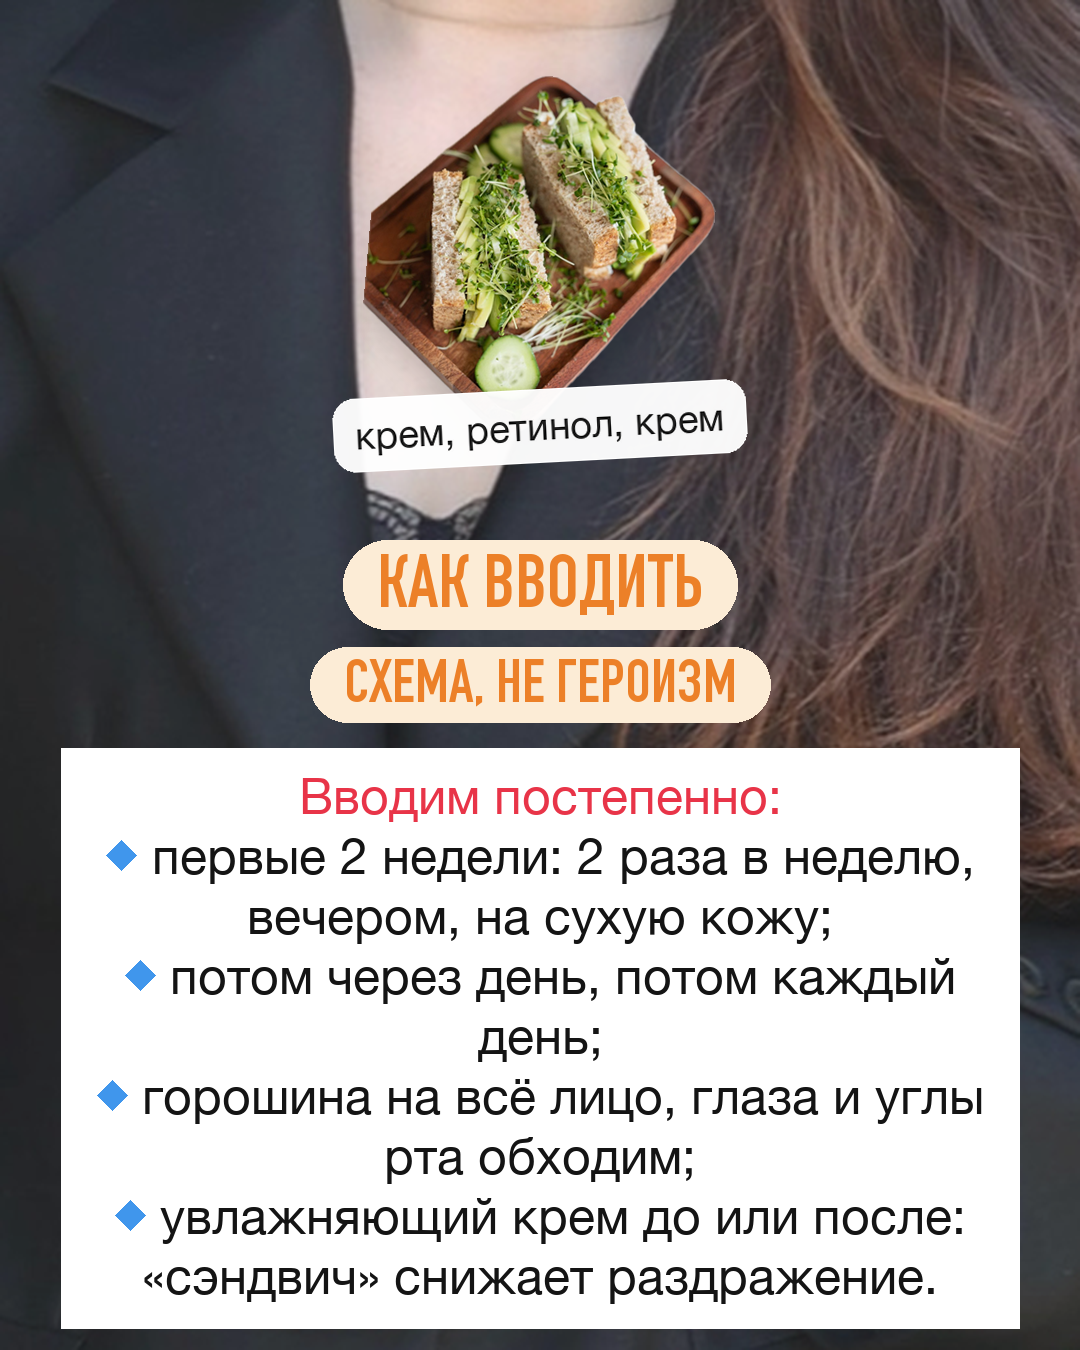 крем, ретинол, крем
КАК ВВОДИТЬ
СХЕМА, НЕ ГЕРОИЗМ
Вводим постепенно:
🔹 первые 2 недели: 2 раза в неделю,
вечером, на сухую кожу;
🔹 потом через день, потом каждый
день;
🔹 горошина на всё лицо, глаза и углы
рта обходим;
🔹 увлажняющий крем до или после:
«сэндвич» снижает раздражение.